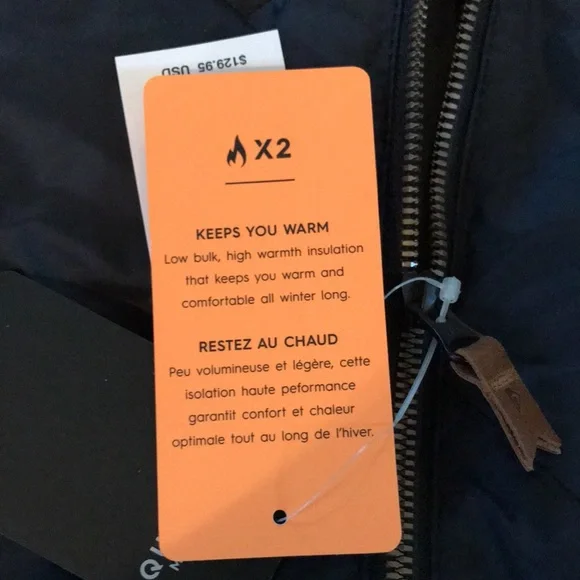 $129.95 USD
X2
KEEPS YOU WARM
Low bulk, high warmth insulation
that keeps you warm and
comfortable all winter long.
RESTEZ AU CHAUD
Peu volumineuse et légère, cette
isolation haute peformance
garantit confort et chaleur
optimale tout au long de l'hiver.